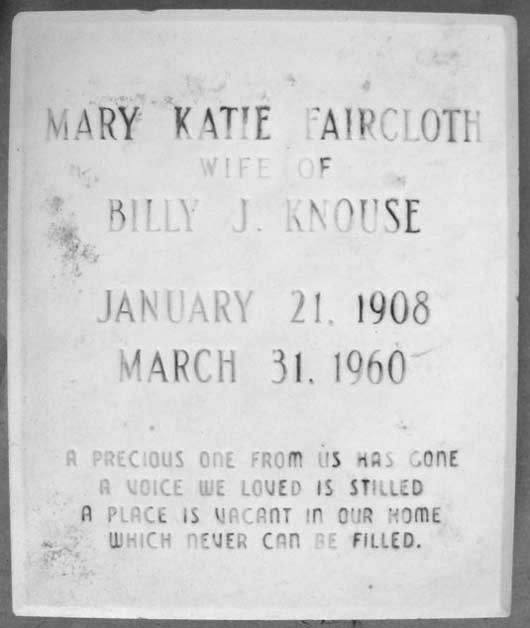 MARY KATIE FAIRCLOTH
WIFE OF
BILLY J. KNOUSE
JANUARY 21, 1908
MARCH 31, 1960
A PRECIOUS ONE FROM US HAS GONE
A VOICE WE LOVED IS STILLED
A PLACE IS VACANT IN OUR HOME
WHICH NEVER CAN BE FILLED.